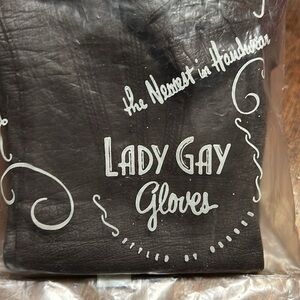 the Newest in Handwear
LADY GAY
Gloves
STYLED BY